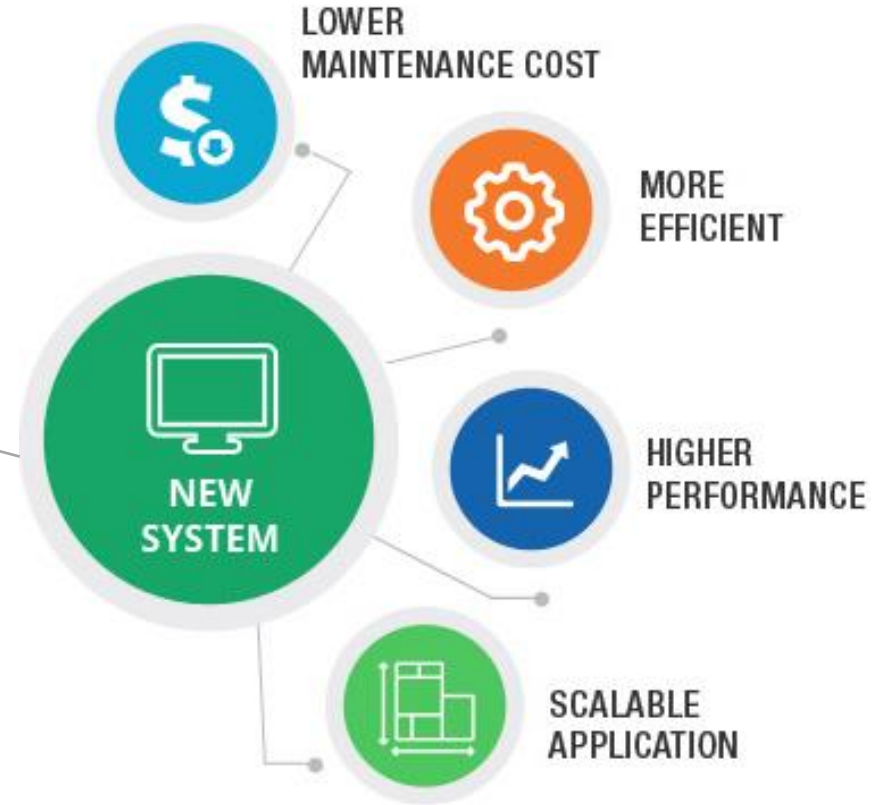 LOWER
MAINTENANCE COST
MORE
EFFICIENT
NEW
SYSTEM
HIGHER
PERFORMANCE
SCALABLE
APPLICATION